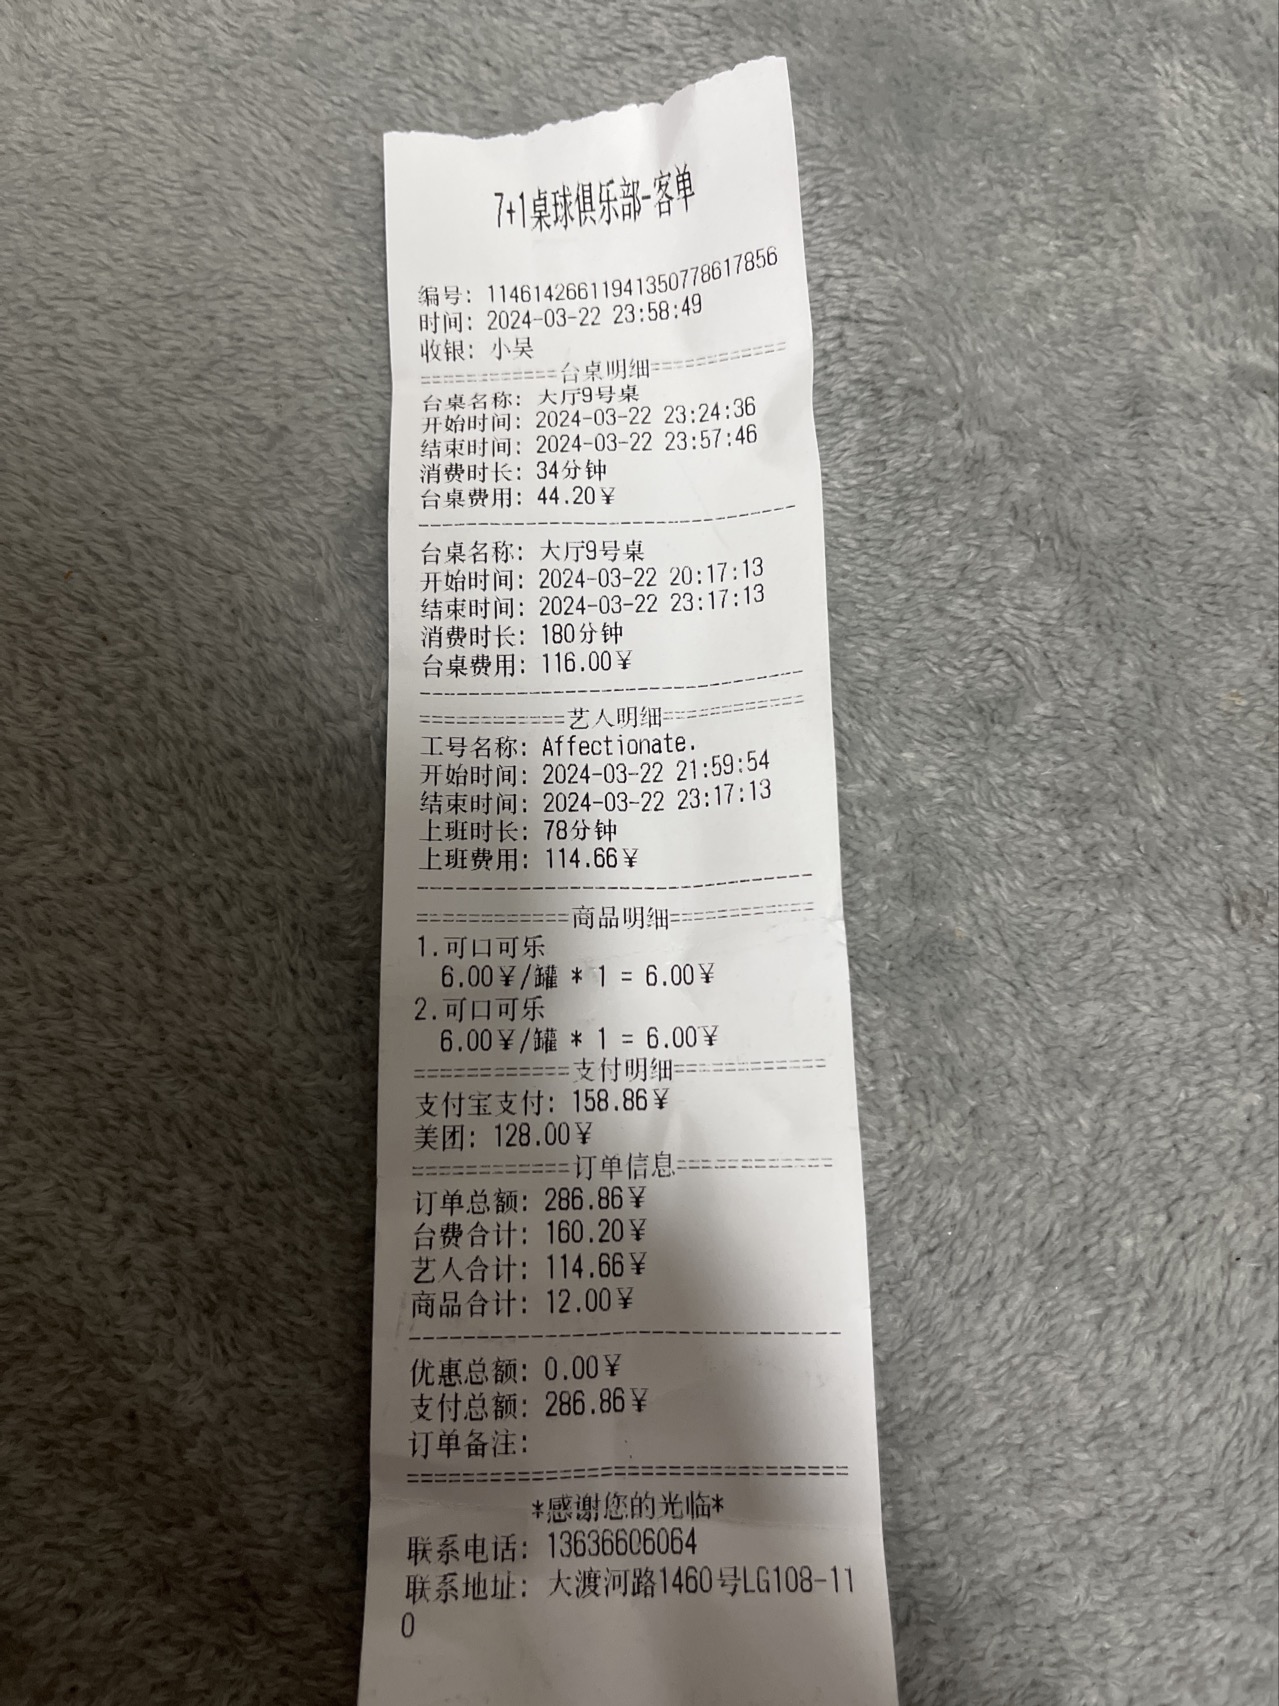 7+1桌球俱乐部-客单
编号: 1146142661194135077861​7856
时间: 2024-03-22 23:58:49
收银: 小吴
============台桌明细============
台桌名称: 大厅9号桌
开始时间: 2024-03-22 23:24:36
结束时间: 2024-03-22 23:57:46
消费时长: 34分钟
台桌费用: 44.20¥
--------------------------------
台桌名称: 大厅9号桌
开始时间: 2024-03-22 20:17:13
结束时间: 2024-03-22 23:17:13
消费时长: 180分钟
台桌费用: 116.00¥
--------------------------------
============艺人明细============
工号名称: Affectionate.
开始时间: 2024-03-22 21:59:54
结束时间: 2024-03-22 23:17:13
上班时长: 78分钟
上班费用: 114.66¥
--------------------------------
============商品明细============
1.可口可乐
6.00¥/罐 * 1 = 6.00¥
2.可口可乐
6.00¥/罐 * 1 = 6.00¥
============支付明细============
支付宝支付: 158.86¥
美团: 128.00¥
============订单信息============
订单总额: 286.86¥
台费合计: 160.20¥
艺人合计: 114.66¥
商品合计: 12.00¥
--------------------------------
优惠总额: 0.00¥
支付总额: 286.86¥
订单备注:
================================
*感谢您的光临*
联系电话: 13636606064
联系地址: 大渡河路1460号LG108-11
0